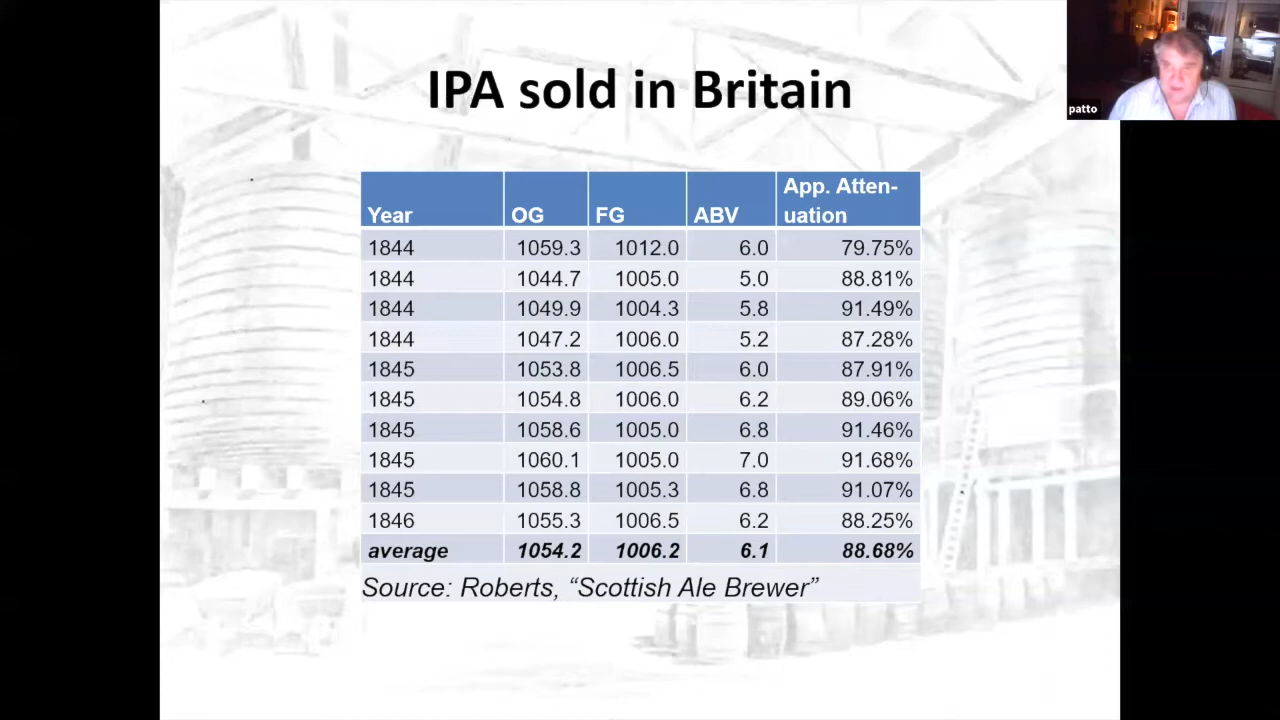 IPA sold in Britain
patto
Year OG FG ABV App. Atten-
uation
1844 1059.3 1012.0 6.0 79.75%
1844 1044.7 1005.0 5.0 88.81%
1844 1049.9 1004.3 5.8 91.49%
1844 1047.2 1006.0 5.2 87.28%
1845 1053.8 1006.5 6.0 87.91%
1845 1054.8 1006.0 6.2 89.06%
1845 1058.6 1005.0 6.8 91.46%
1845 1060.1 1005.0 7.0 91.68%
1845 1058.8 1005.3 6.8 91.07%
1846 1055.3 1006.5 6.2 88.25%
average 1054.2 1006.2 6.1 88.68%
Source: Roberts, “Scottish Ale Brewer”